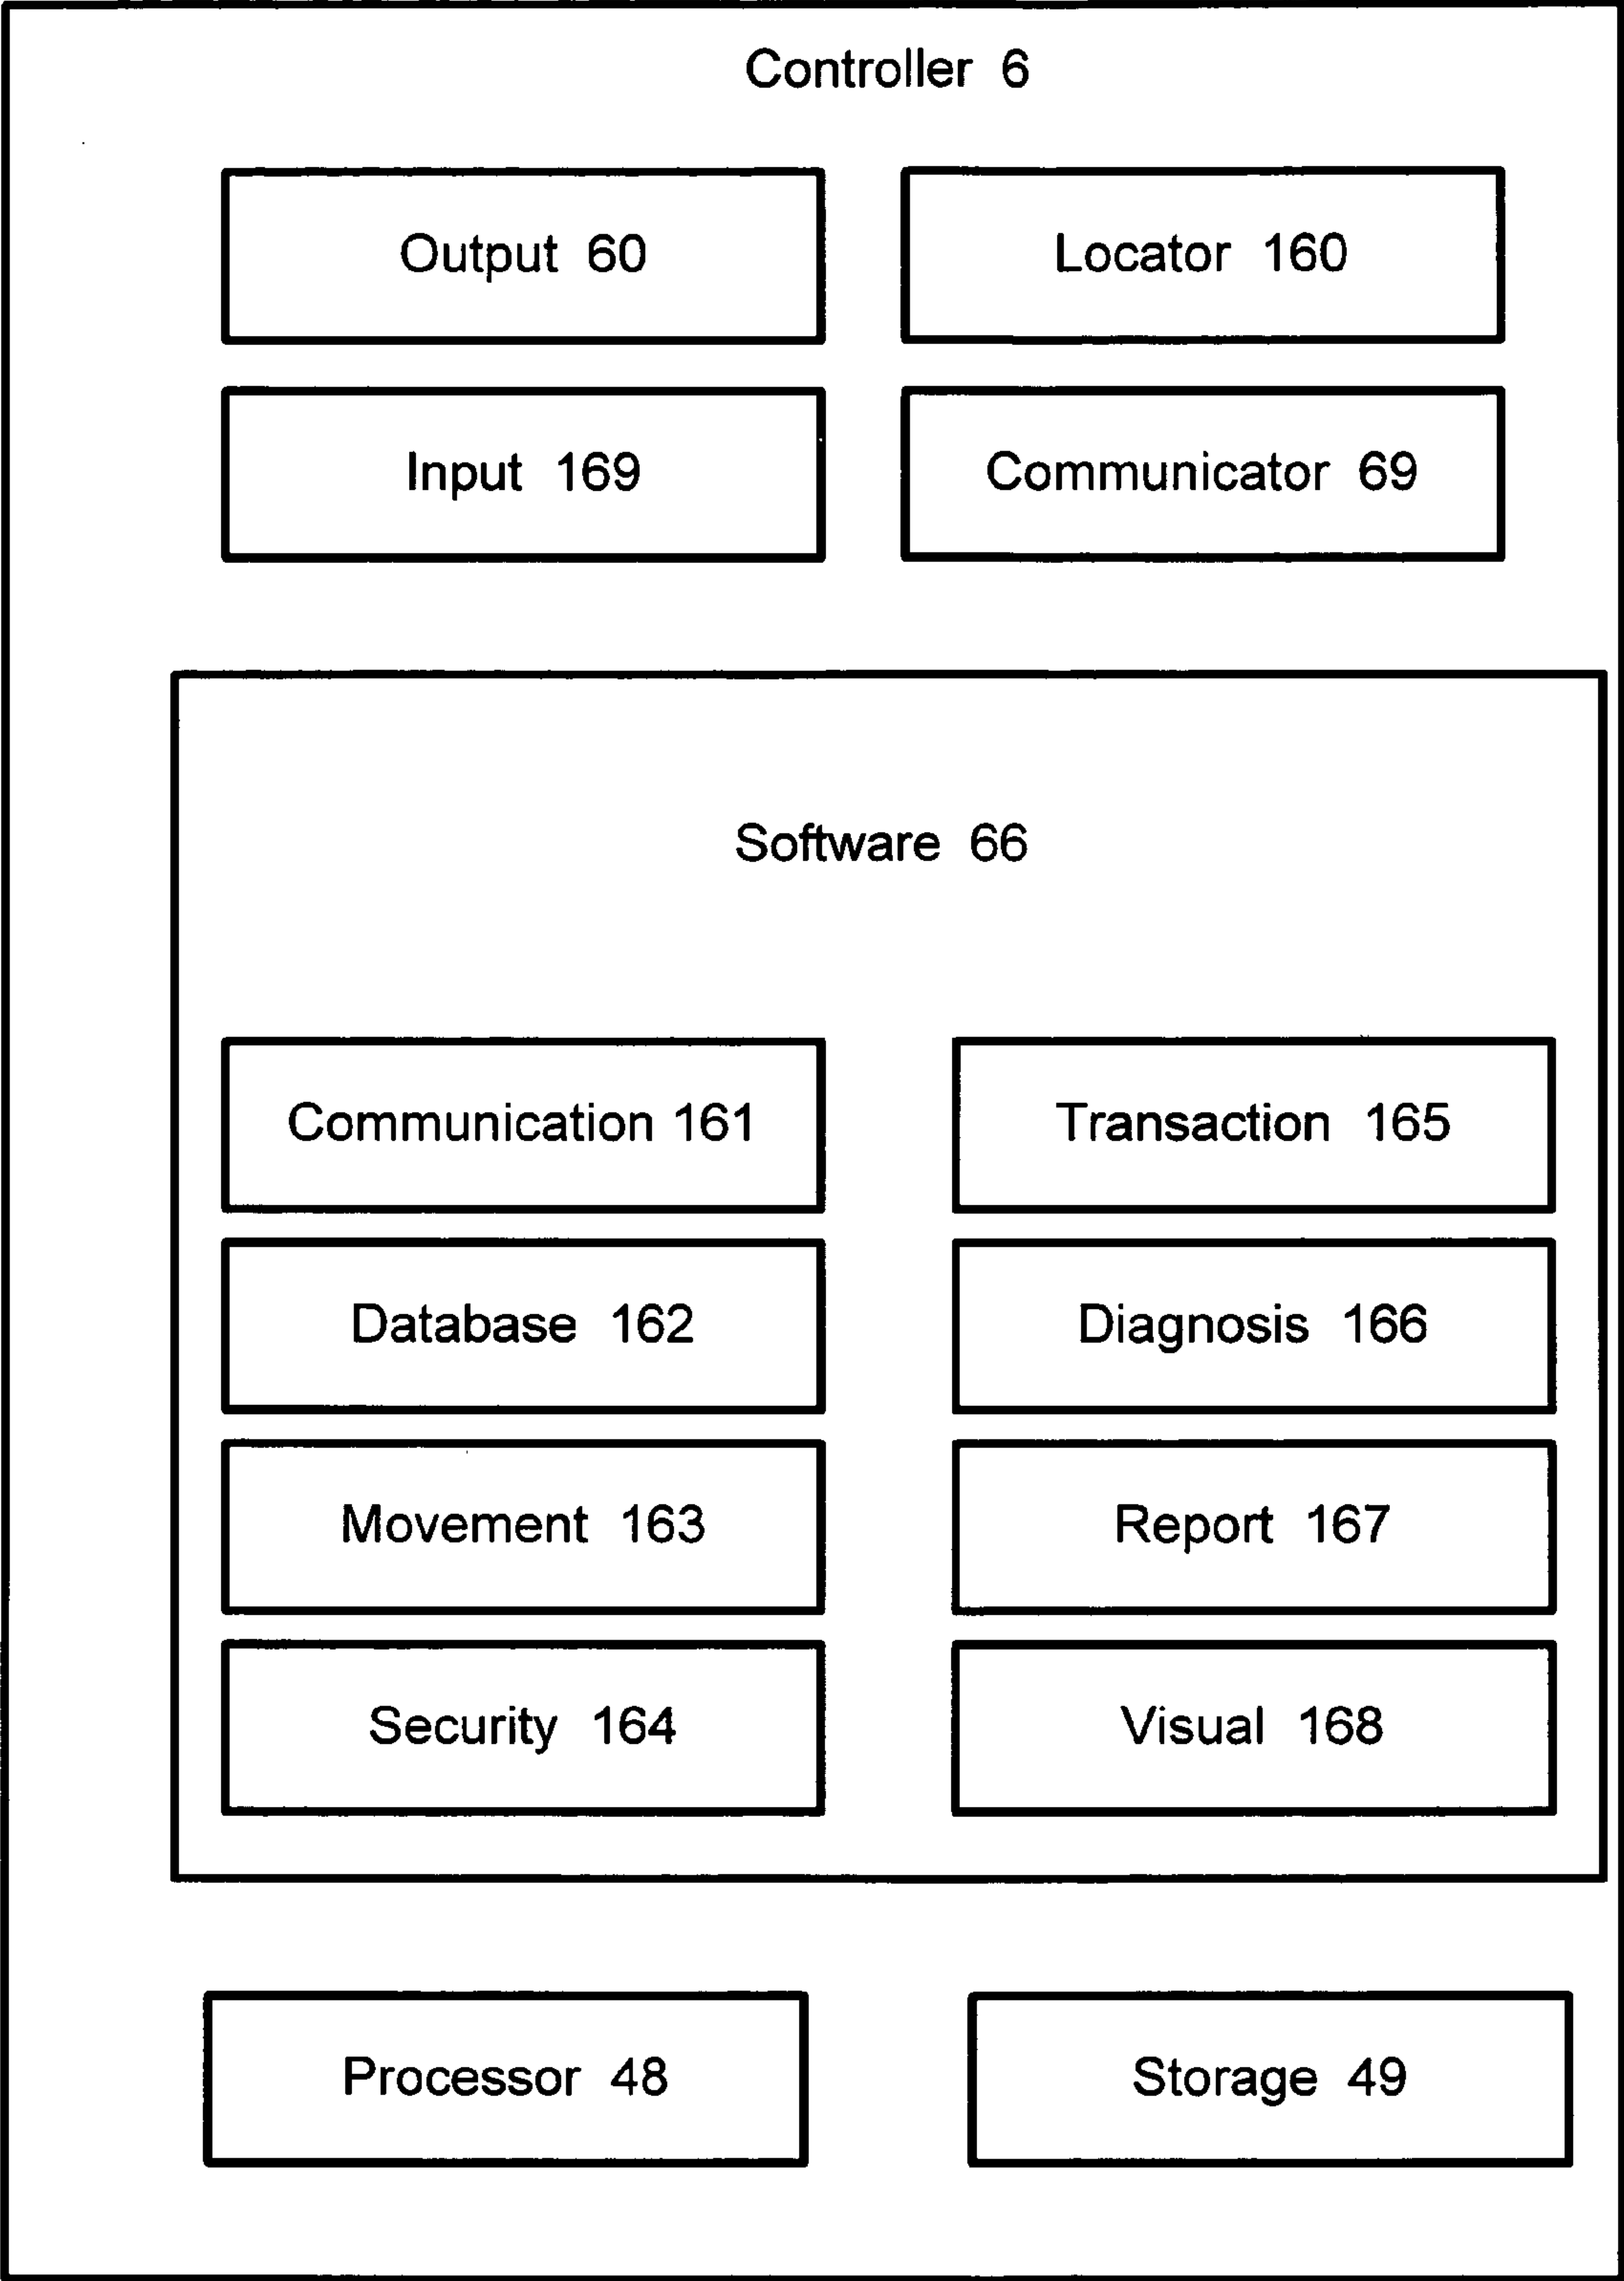 Controller 6
Output 60
Locator 160
Input 169
Communicator 69
Software 66
Communication 161
Transaction 165
Database 162
Diagnosis 166
Movement 163
Report 167
Security 164
Visual 168
Processor 48
Storage 49